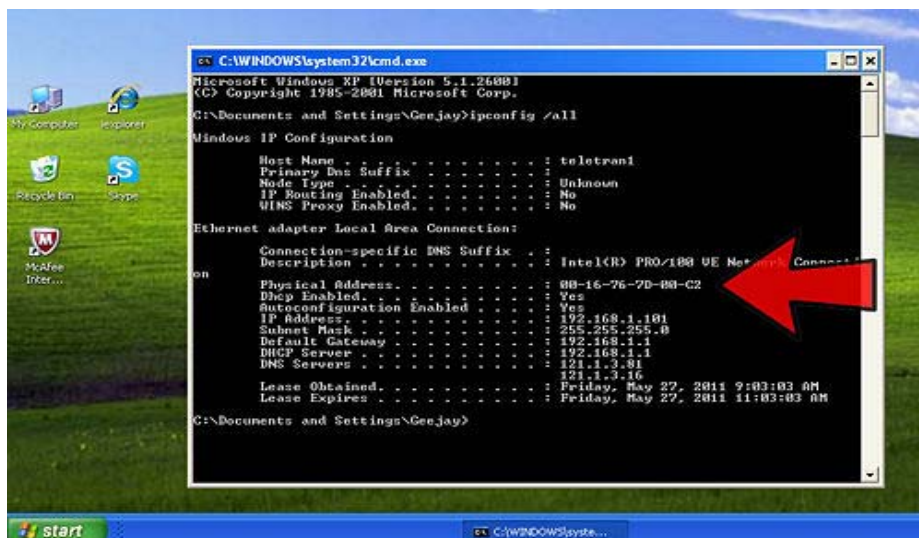 C:\WINDOWS\system32\cmd.exe
Microsoft Windows XP [Version 5.1.2600]
(C) Copyright 1985-2001 Microsoft Corp.
C:\Documents and Settings\Geejay>ipconfig /all
Windows IP Configuration
Host Name . . . . . . . . . . . . : teletran1
Primary Dns Suffix . . . . . . . :
Node Type . . . . . . . . . . . . : Unknown
IP Routing Enabled. . . . . . . . : No
WINS Proxy Enabled. . . . . . . . : No
Ethernet adapter Local Area Connection:
Connection-specific DNS Suffix . :
Description . . . . . . . . . . . : Intel(R) PRO/100 VE Network Connecti
on
Physical Address. . . . . . . . . : 00-16-76-7D-00-C2
Dhcp Enabled. . . . . . . . . . . : Yes
Autoconfiguration Enabled . . . . : Yes
IP Address. . . . . . . . . . . . : 192.168.1.101
Subnet Mask . . . . . . . . . . . : 255.255.255.0
Default Gateway . . . . . . . . . : 192.168.1.1
DHCP Server . . . . . . . . . . . : 192.168.1.1
DNS Servers . . . . . . . . . . . : 121.1.3.81
121.1.3.16
Lease Obtained. . . . . . . . . . : Friday, May 27, 2011 9:03:03 AM
Lease Expires . . . . . . . . . . : Friday, May 27, 2011 11:03:03 AM
C:\Documents and Settings\Geejay>
My Computer
iexplorer
Recycle Bin
Skype
McAfee
Inter...
start
C:\WINDOWS\syste...